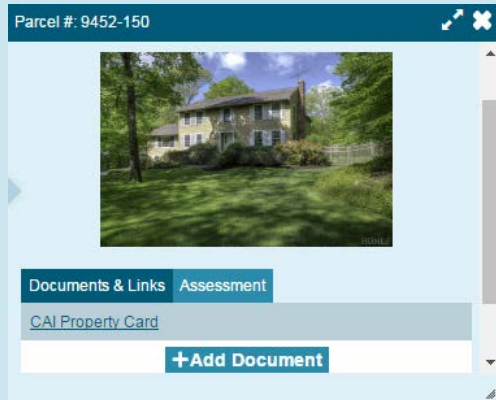 Parcel #: 9452-150
Documents & Links Assessment
CAI Property Card
+Add Document